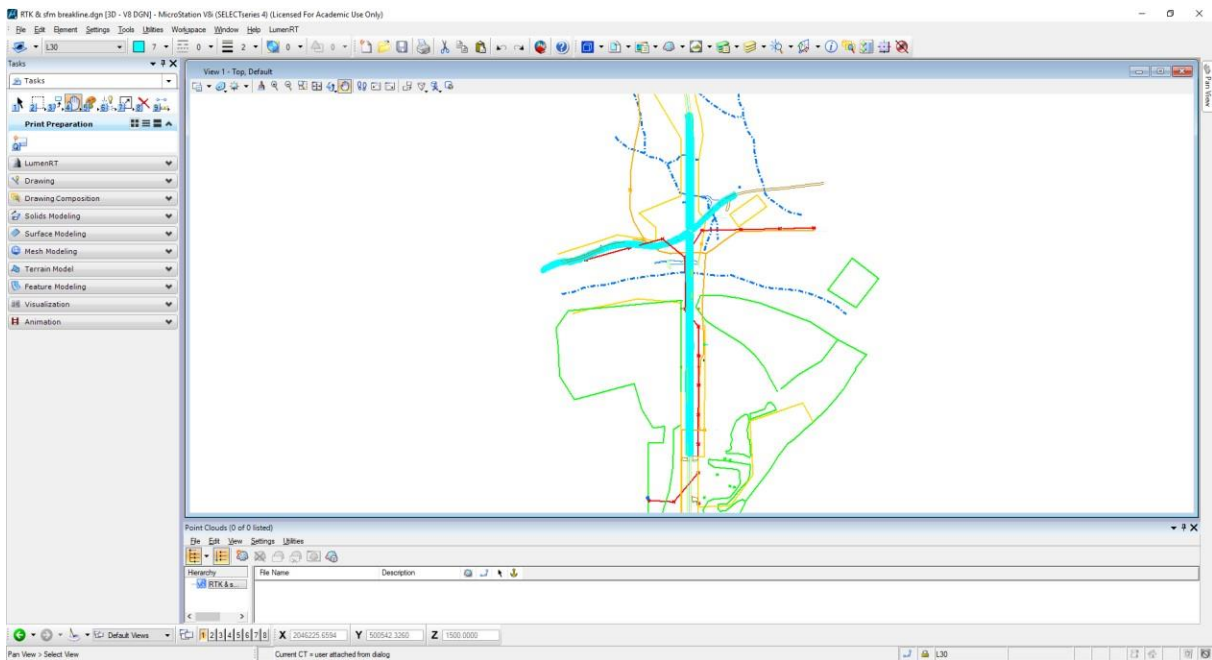 RTK & sfm breakline.dgn [3D - V8 DGN] - MicroStation V8i (SELECTseries 4) (Licensed For Academic Use Only)
File Edit Element Settings Tools Utilities Workspace Window Help LumenRT
L30 7 0 2 0 0
Tasks
Tasks
Print Preparation
LumenRT
Drawing
Drawing Composition
Solids Modeling
Surface Modeling
Mesh Modeling
Terrain Model
Feature Modeling
Visualization
Animation
View 1 - Top, Default
Pan View
Point Clouds (0 of 0 listed)
File Edit View Settings Utilities
Hierarchy File Name Description
RTK & s...
Default Views 1 2 3 4 5 6 7 8 X 2046225.6594 Y 500542.3260 Z 1500.0000
Pan View > Select View Current CT = user attached from dialog L30